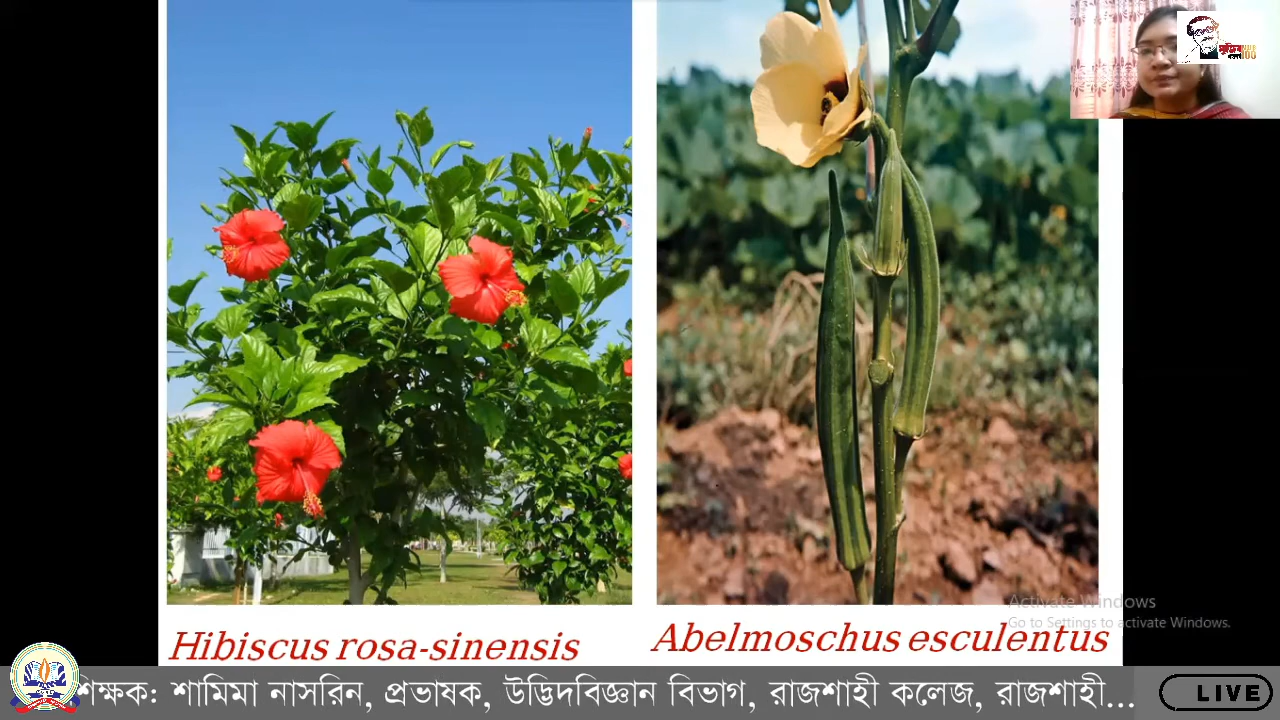 Hibiscus rosa-sinensis
Abelmoschus esculentus
Activate Windows
Go to Settings to activate Windows.
শিক্ষক: শামিমা নাসরিন, প্রভাষক, উদ্ভিদবিজ্ঞান বিভাগ, রাজশাহী কলেজ, রাজশাহী...
LIVE